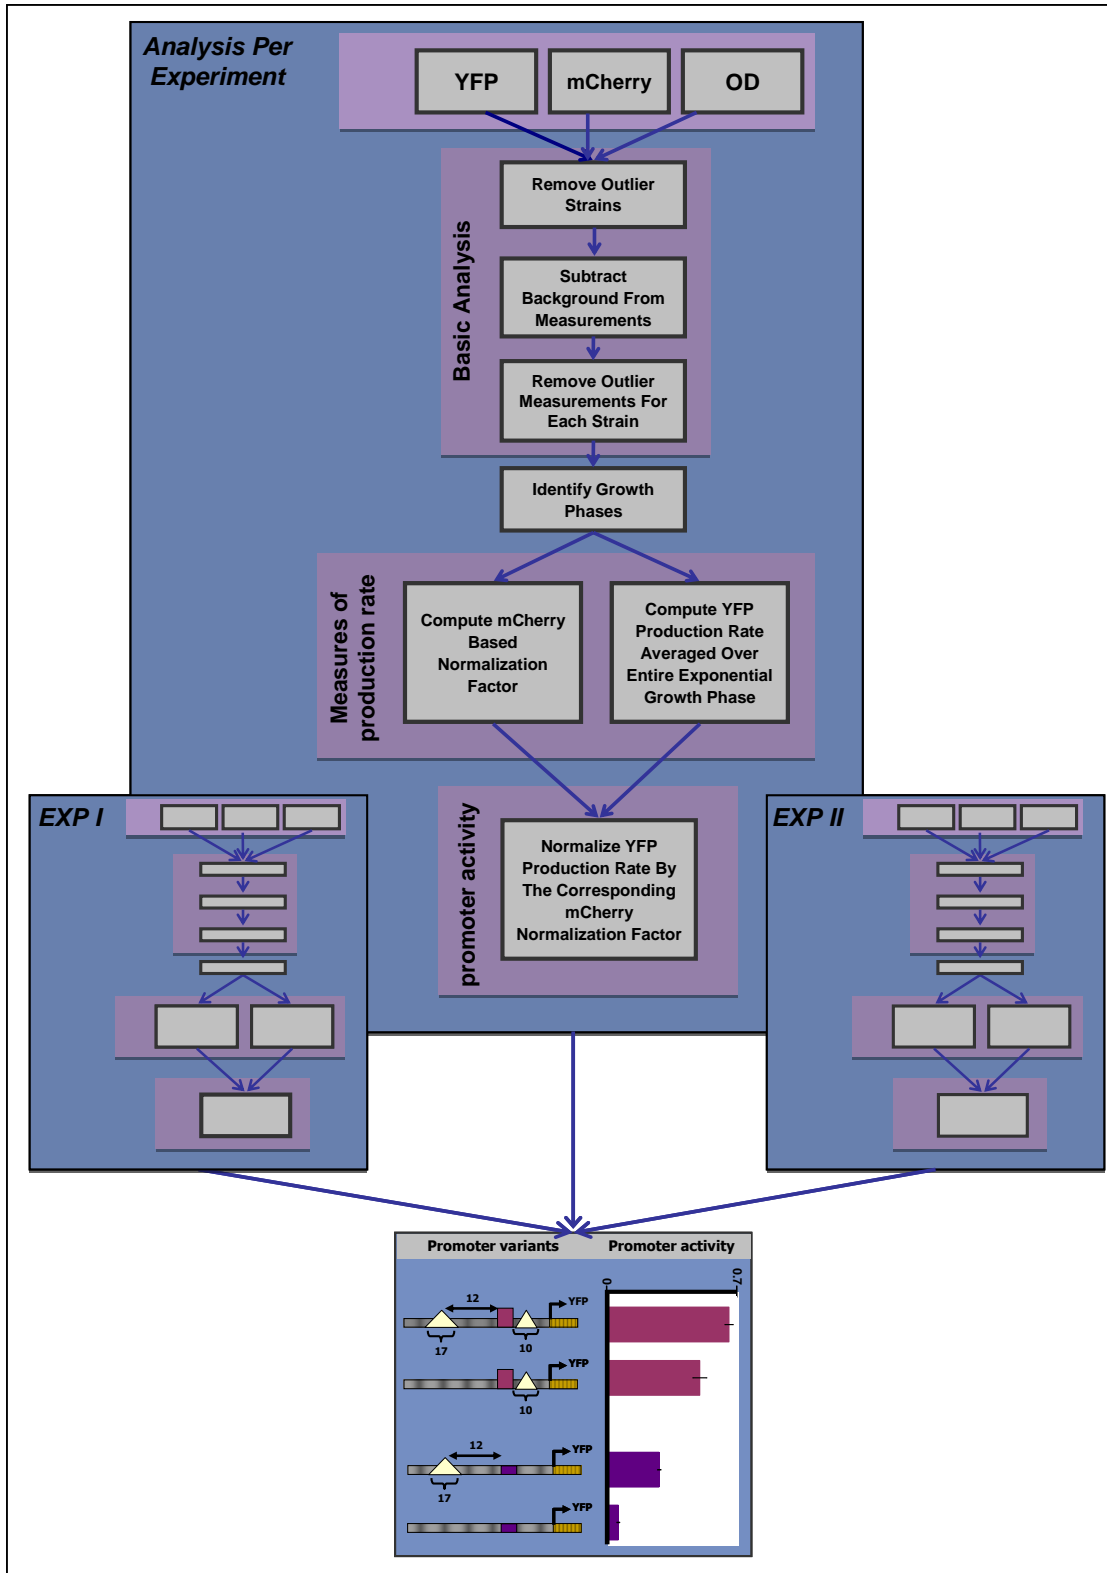 Analysis Per
Experiment
YFP
mCherry
OD
Basic Analysis
Remove Outlier
Strains
Subtract
Background From
Measurements
Remove Outlier
Measurements For
Each Strain
Identify Growth
Phases
Measures of
production rate
Compute mCherry
Based
Normalization
Factor
Compute YFP
Production Rate
Averaged Over
Entire Exponential
Growth Phase
promoter activity
Normalize YFP
Production Rate By
The Corresponding
mCherry
Normalization Factor
EXP I
EXP II
Promoter variants
Promoter activity
0
0.7
12
YFP
17
10
YFP
10
12
YFP
17
YFP